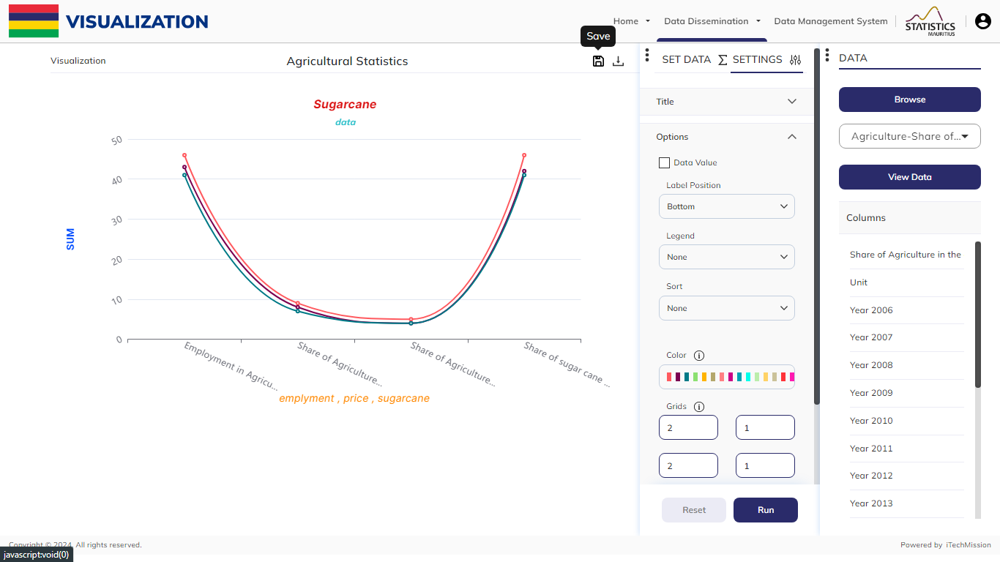 VISUALIZATION
Home
Data Dissemination
Data Management System
STATISTICS
MAURITIUS
Save
Visualization
Agricultural Statistics
Sugarcane
data
50
40
30
20
10
0
SUM
Employment in Agricu...
Share of Agriculture...
Share of Agriculture...
Share of sugar cane ...
emplyment , price , sugarcane
SET DATA
SETTINGS
Title
Options
Data Value
Label Position
Bottom
Legend
None
Sort
None
Color
Grids
2 1
2 1
Reset
Run
DATA
Browse
Agriculture-Share of...
View Data
Columns
Share of Agriculture in the
Unit
Year 2006
Year 2007
Year 2008
Year 2009
Year 2010
Year 2011
Year 2012
Year 2013
Copyright © 2024, All rights reserved.
Powered by iTechMission
javascript:void(0)